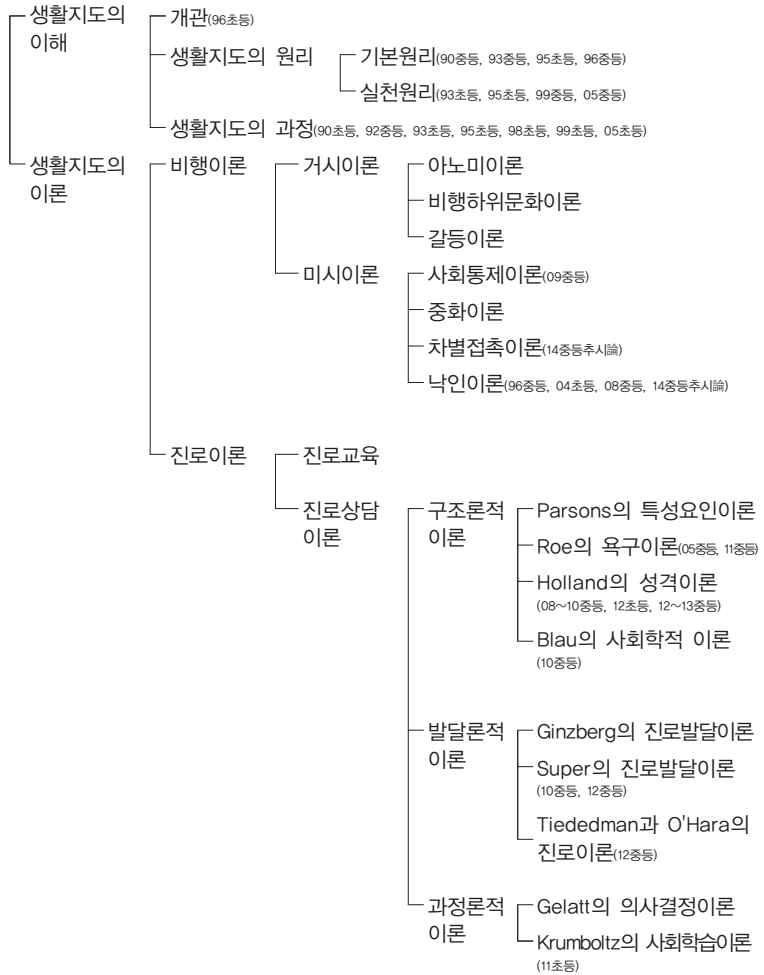 생활지도의
이해
개관(96초등)
생활지도의 원리
기본원리(90중등, 93중등, 95초등, 96중등)
실천원리(93초등, 95초등, 99중등, 05중등)
생활지도의 과정(90초등, 92중등, 93초등, 95초등, 98초등, 99초등, 05초등)
생활지도의
이론
비행이론
거시이론
아노미이론
비행하위문화이론
갈등이론
미시이론
사회통제이론(09중등)
중화이론
차별접촉이론(14중등추시論)
낙인이론(96중등, 04초등, 08중등, 14중등추시論)
진로이론
진로교육
진로상담
이론
구조론적
이론
Parsons의 특성요인이론
Roe의 욕구이론(05중등, 11중등)
Holland의 성격이론
(08~10중등, 12초등, 12~13중등)
Blau의 사회학적 이론
(10중등)
발달론적
이론
Ginzberg의 진로발달이론
Super의 진로발달이론
(10중등, 12중등)
Tiededman과 O'Hara의
진로이론(12중등)
과정론적
이론
Gelatt의 의사결정이론
Krumboltz의 사회학습이론
(11초등)